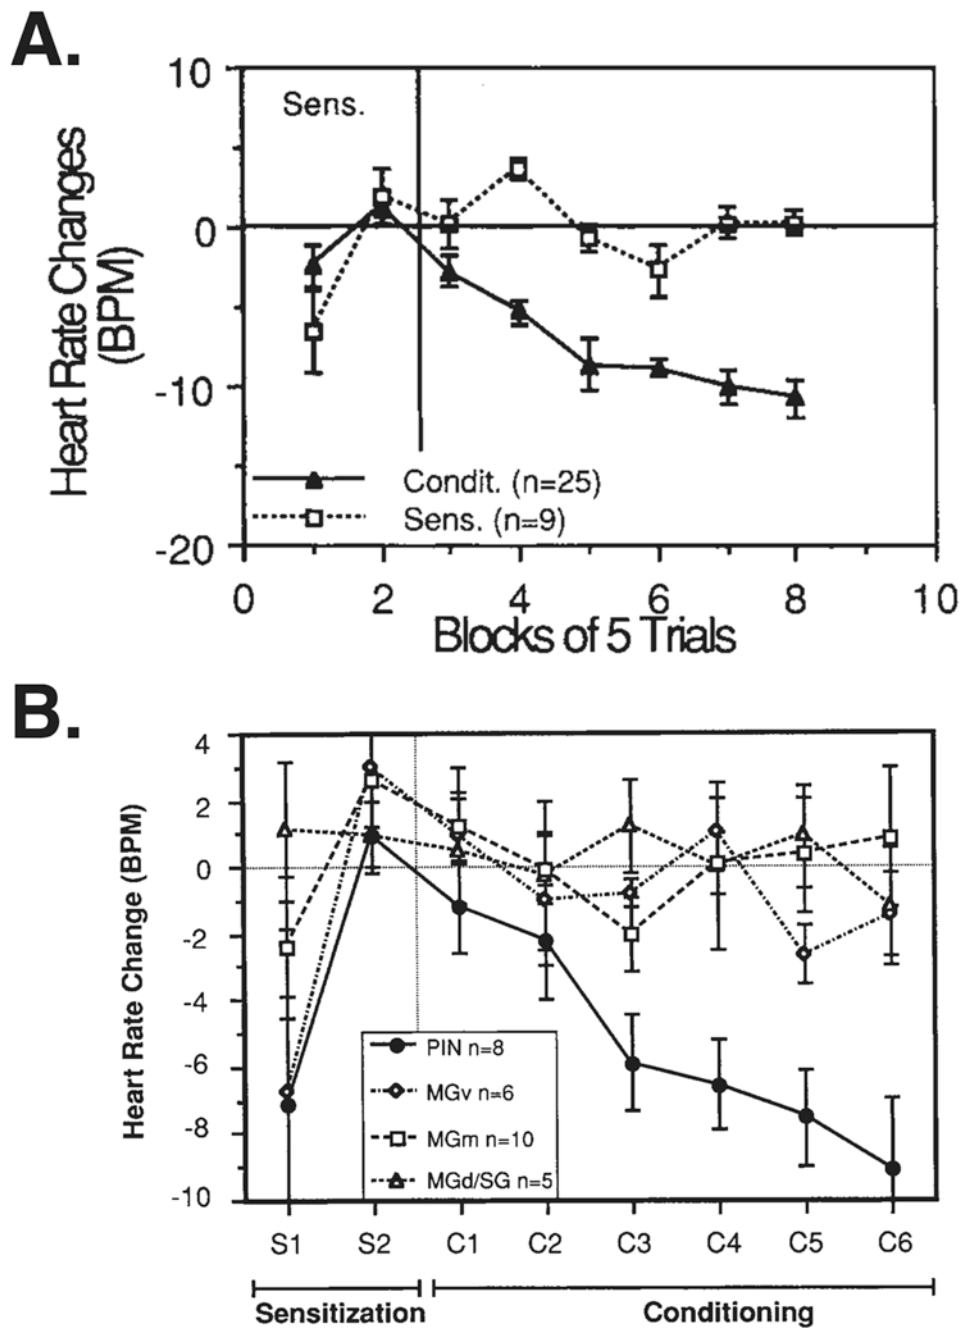 A.
Heart Rate Changes
(BPM)
10
0
-10
-20
Sens.
Condit. (n=25)
Sens. (n=9)
0 2 4 6 8 10
Blocks of 5 Trials
B.
Heart Rate Change (BPM)
4
2
0
-2
-4
-6
-8
-10
PIN n=8
MGv n=6
MGm n=10
MGd/SG n=5
S1 S2 C1 C2 C3 C4 C5 C6
Sensitization Conditioning